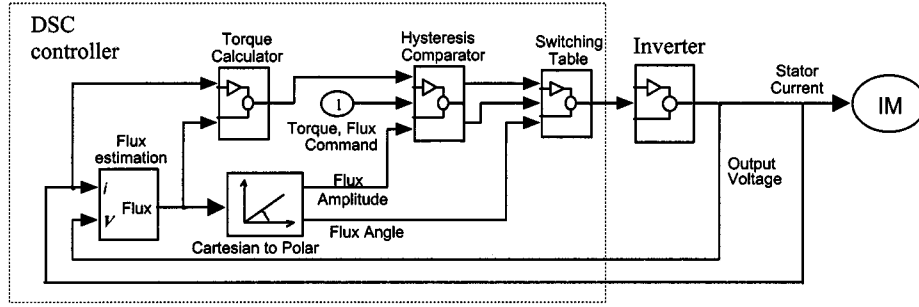 DSC
controller
Torque
Calculator
Hysteresis
Comparator
Switching
Table
Inverter
Stator
Current
IM
1
Torque, Flux
Command
Flux
estimation
i
Flux
V
Flux
Amplitude
Flux Angle
Cartesian to Polar
Output
Voltage